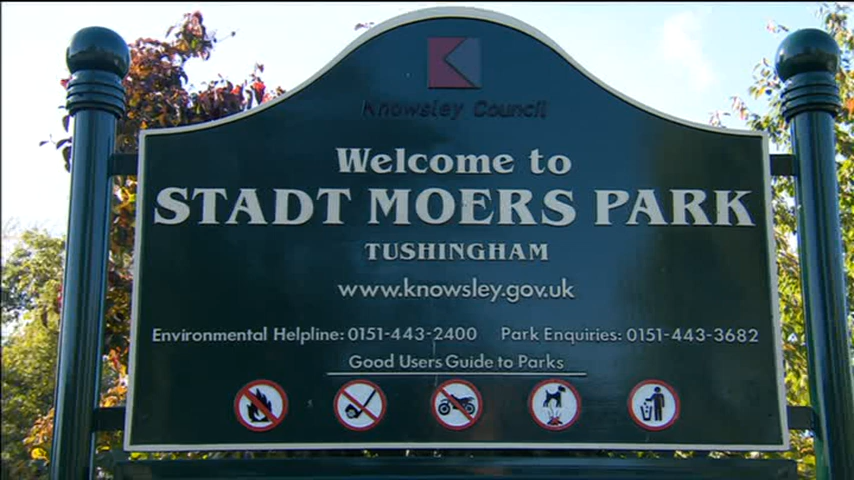 Knowsley Council
Welcome to
STADT MOERS PARK
TUSHINGHAM
www.knowsley.gov.uk
Environmental Helpline: 0151-443-2400 Park Enquiries: 0151-443-3682
Good Users Guide to Parks